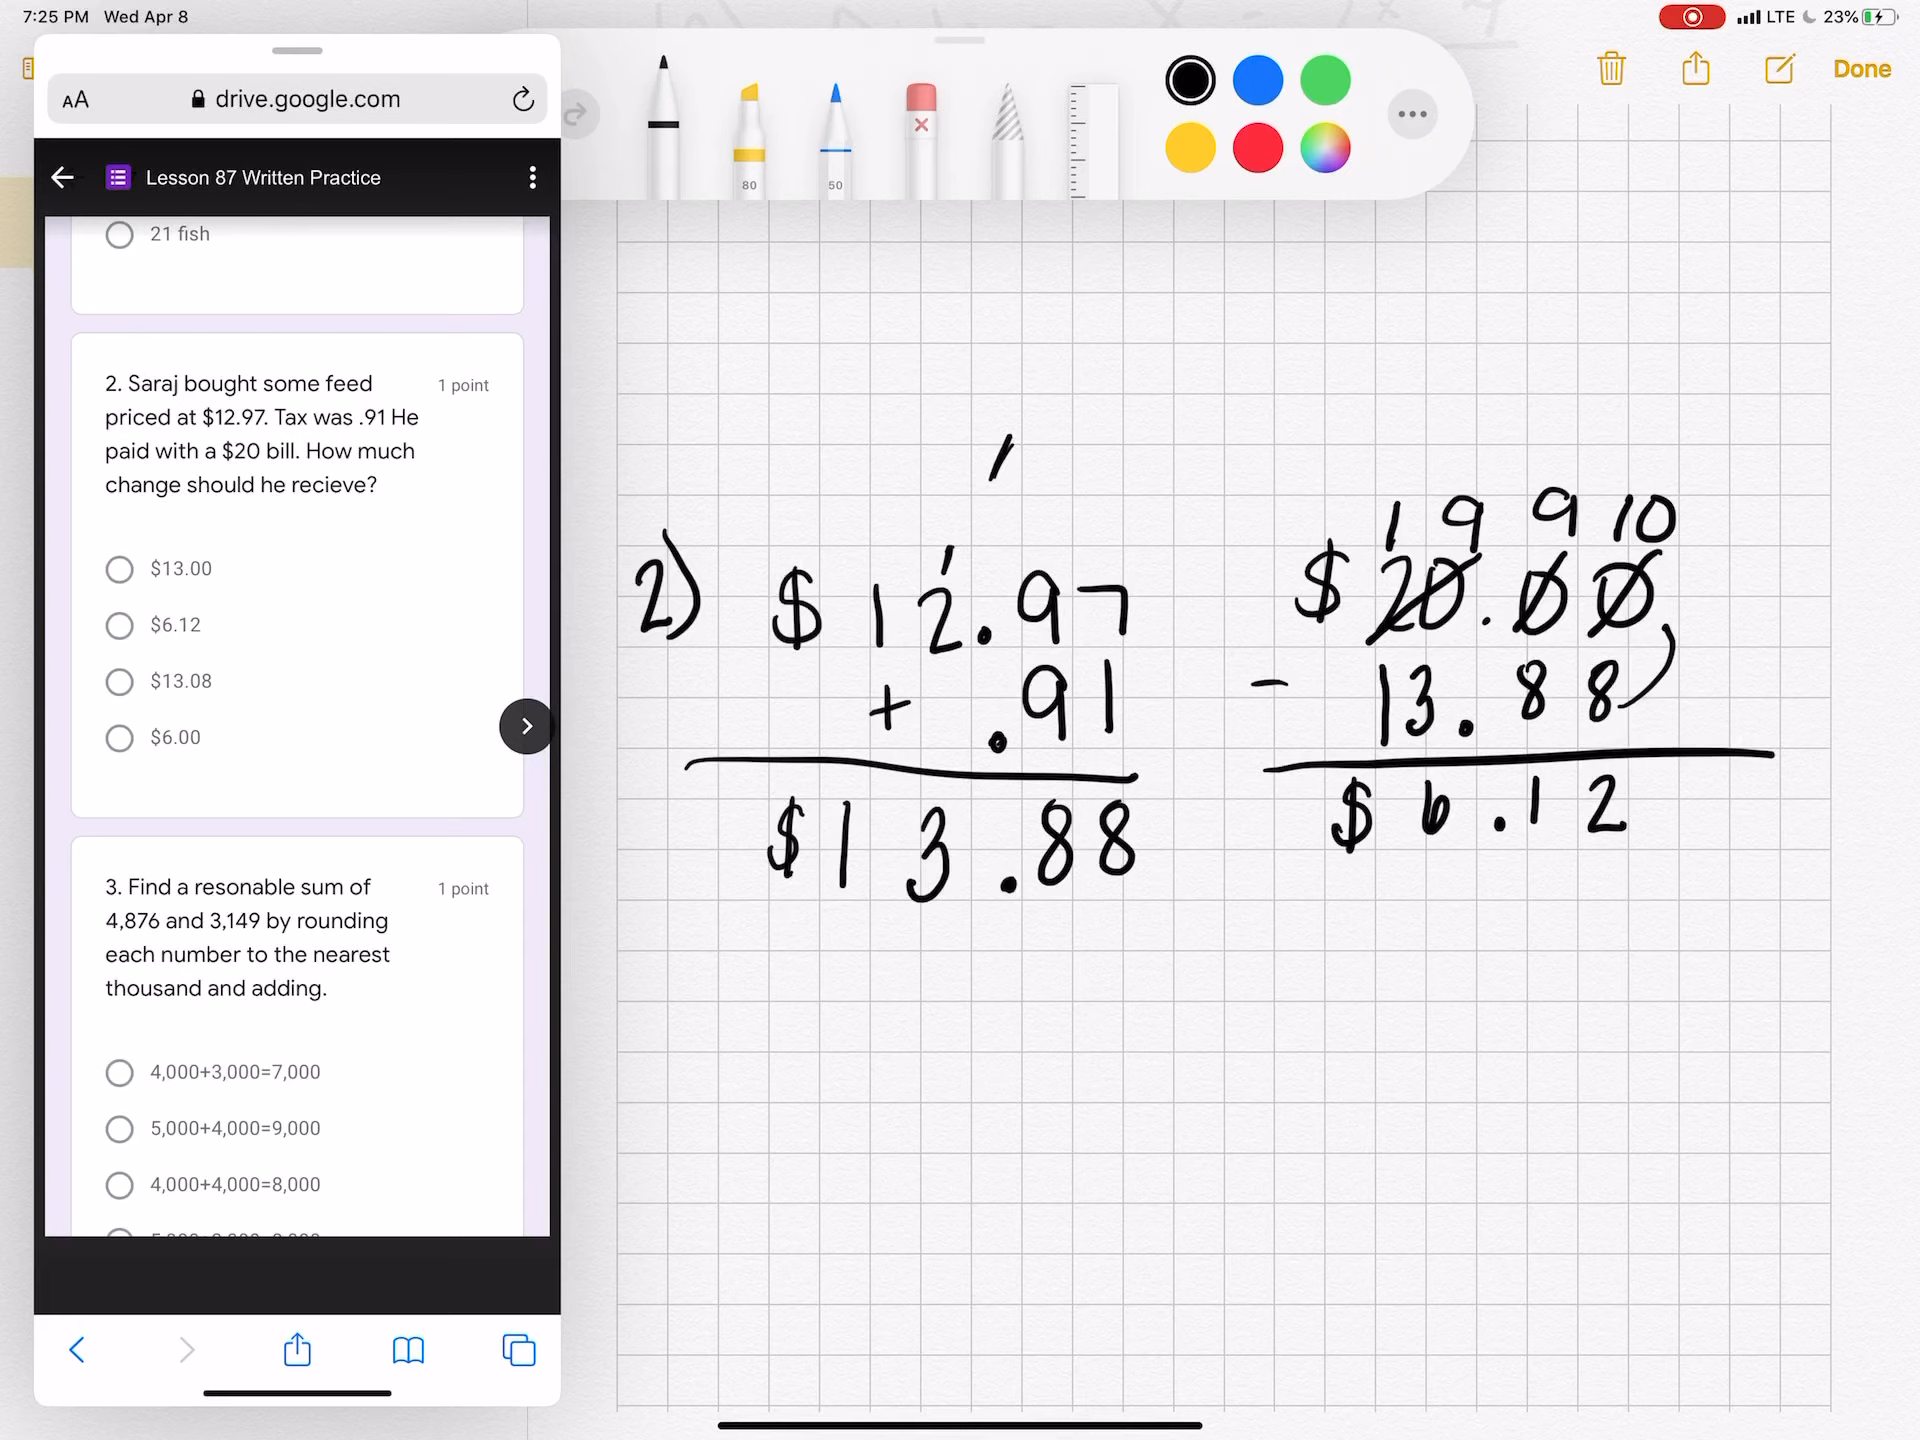 7:25 PM Wed Apr 8
LTE 23%
AA drive.google.com
Done
80 50
Lesson 87 Written Practice
21 fish
2. Saraj bought some feed
priced at $12.97. Tax was .91 He
paid with a $20 bill. How much
change should he recieve?
1 point
$13.00
$6.12
$13.08
$6.00
3. Find a resonable sum of
4,876 and 3,149 by rounding
each number to the nearest
thousand and adding.
1 point
4,000+3,000=7,000
5,000+4,000=9,000
4,000+4,000=8,000
1
1
2) $12.97
+ .91
$13.88
1 9 9 10
$20.00
- 13.88
$6.12